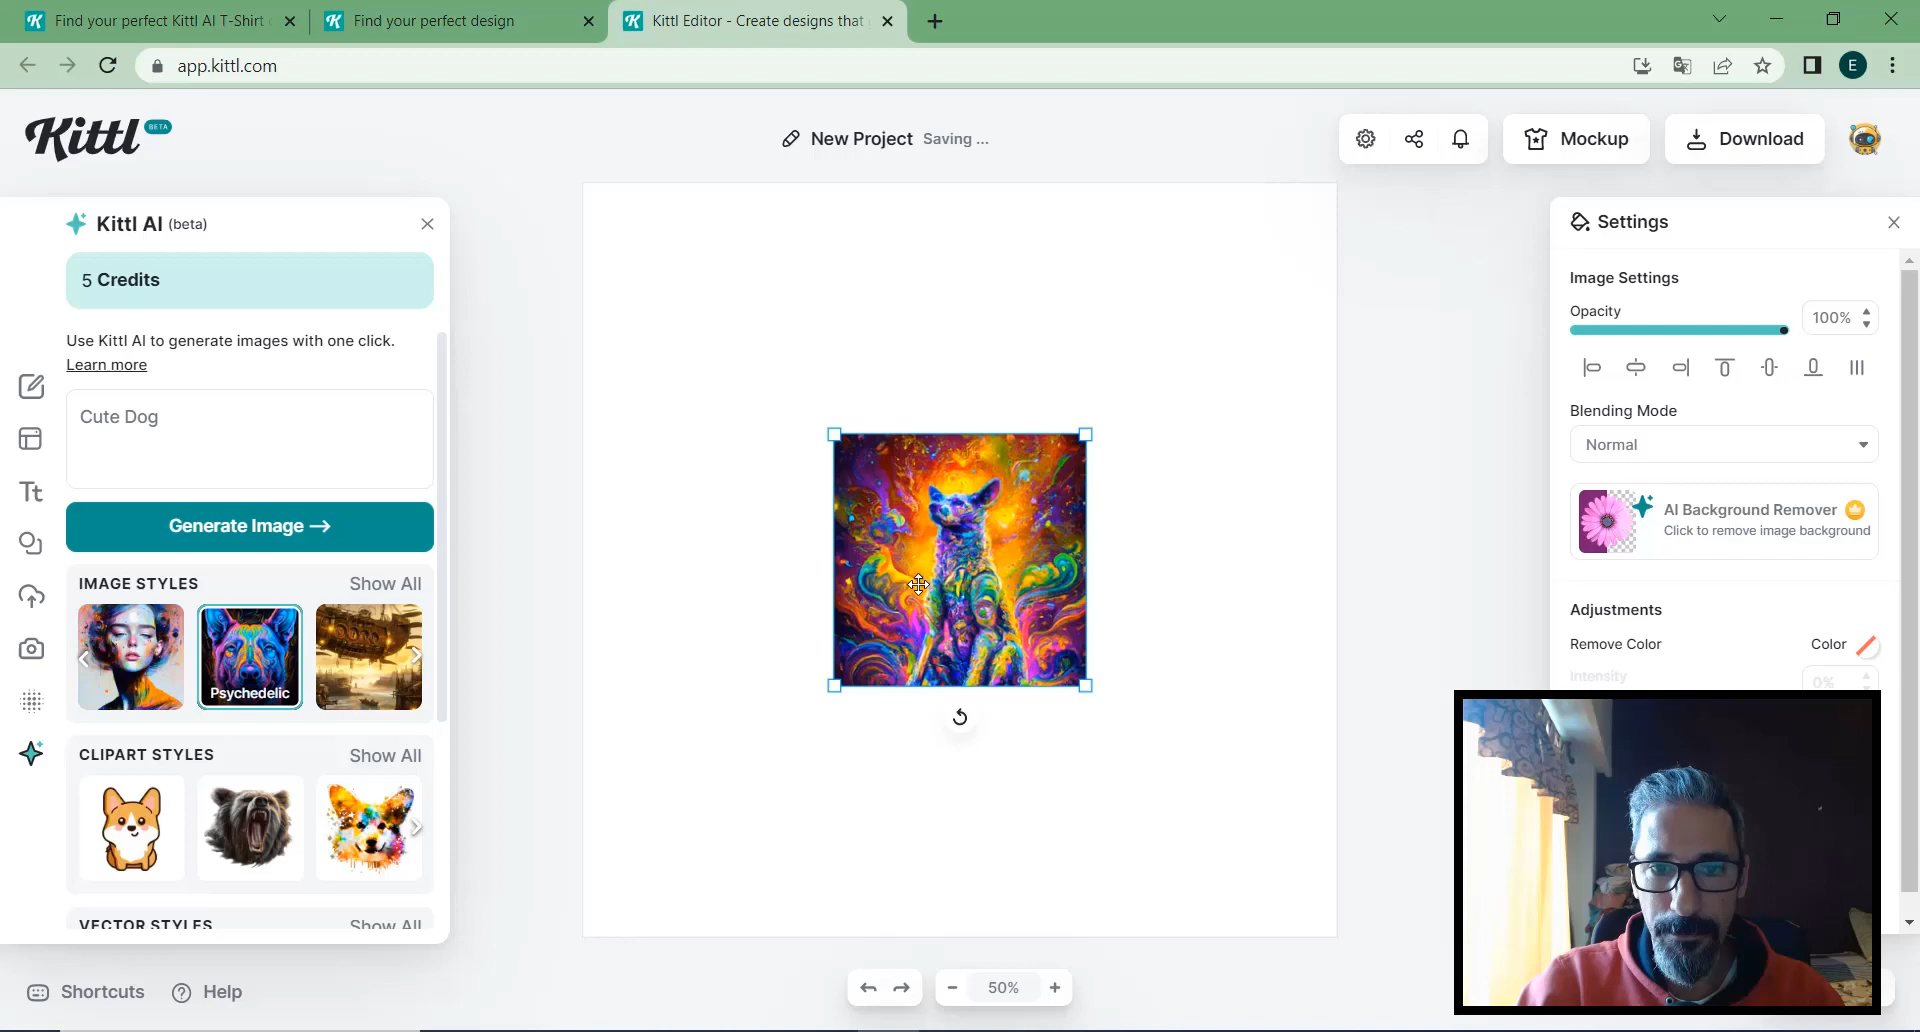 Find your perfect Kittl AI T-Shirt
Find your perfect design
Kittl Editor - Create designs that
app.kittl.com
E
Kittl BETA
New Project Saving ...
Mockup
Download
Kittl AI (beta)
5 Credits
Use Kittl AI to generate images with one click.
Learn more
Cute Dog
Generate Image →
IMAGE STYLES Show All
Psychedelic
CLIPART STYLES Show All
VECTOR STYLES Show All
Shortcuts
Help
50%
Settings
Image Settings
Opacity
100%
Blending Mode
Normal
AI Background Remover
Click to remove image background
Adjustments
Remove Color Color
Intensity 0%